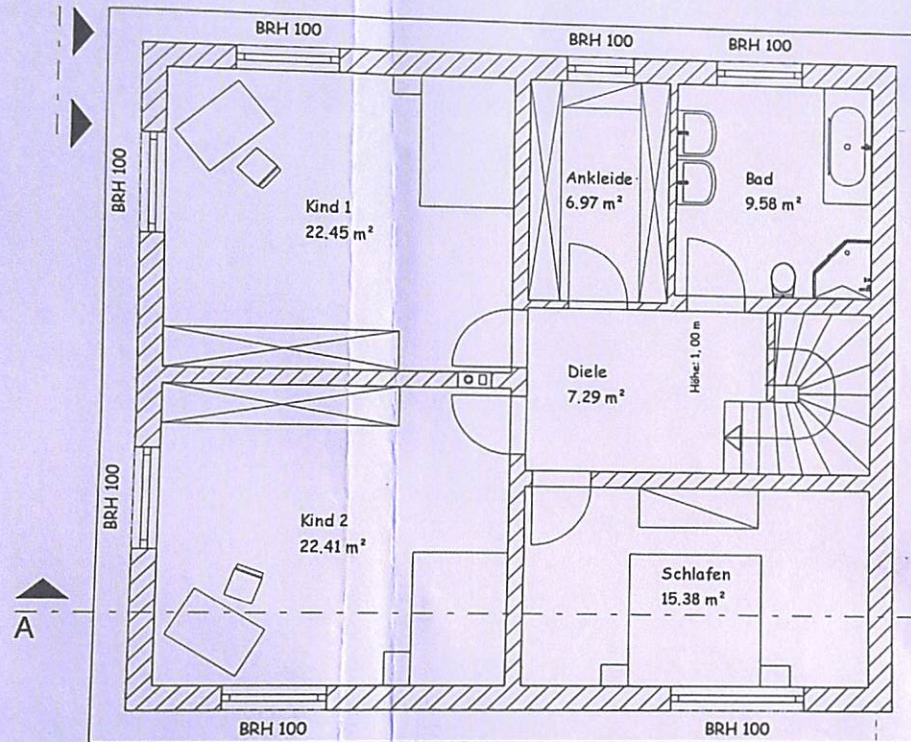 BRH 100
BRH 100
BRH 100
BRH 100
Kind 1
22.45 m²
Ankleide
6.97 m²
Bad
9.58 m²
Diele
7.29 m²
Höhe: 1,00 m
BRH 100
Kind 2
22.41 m²
Schlafen
15.38 m²
A
BRH 100
BRH 100